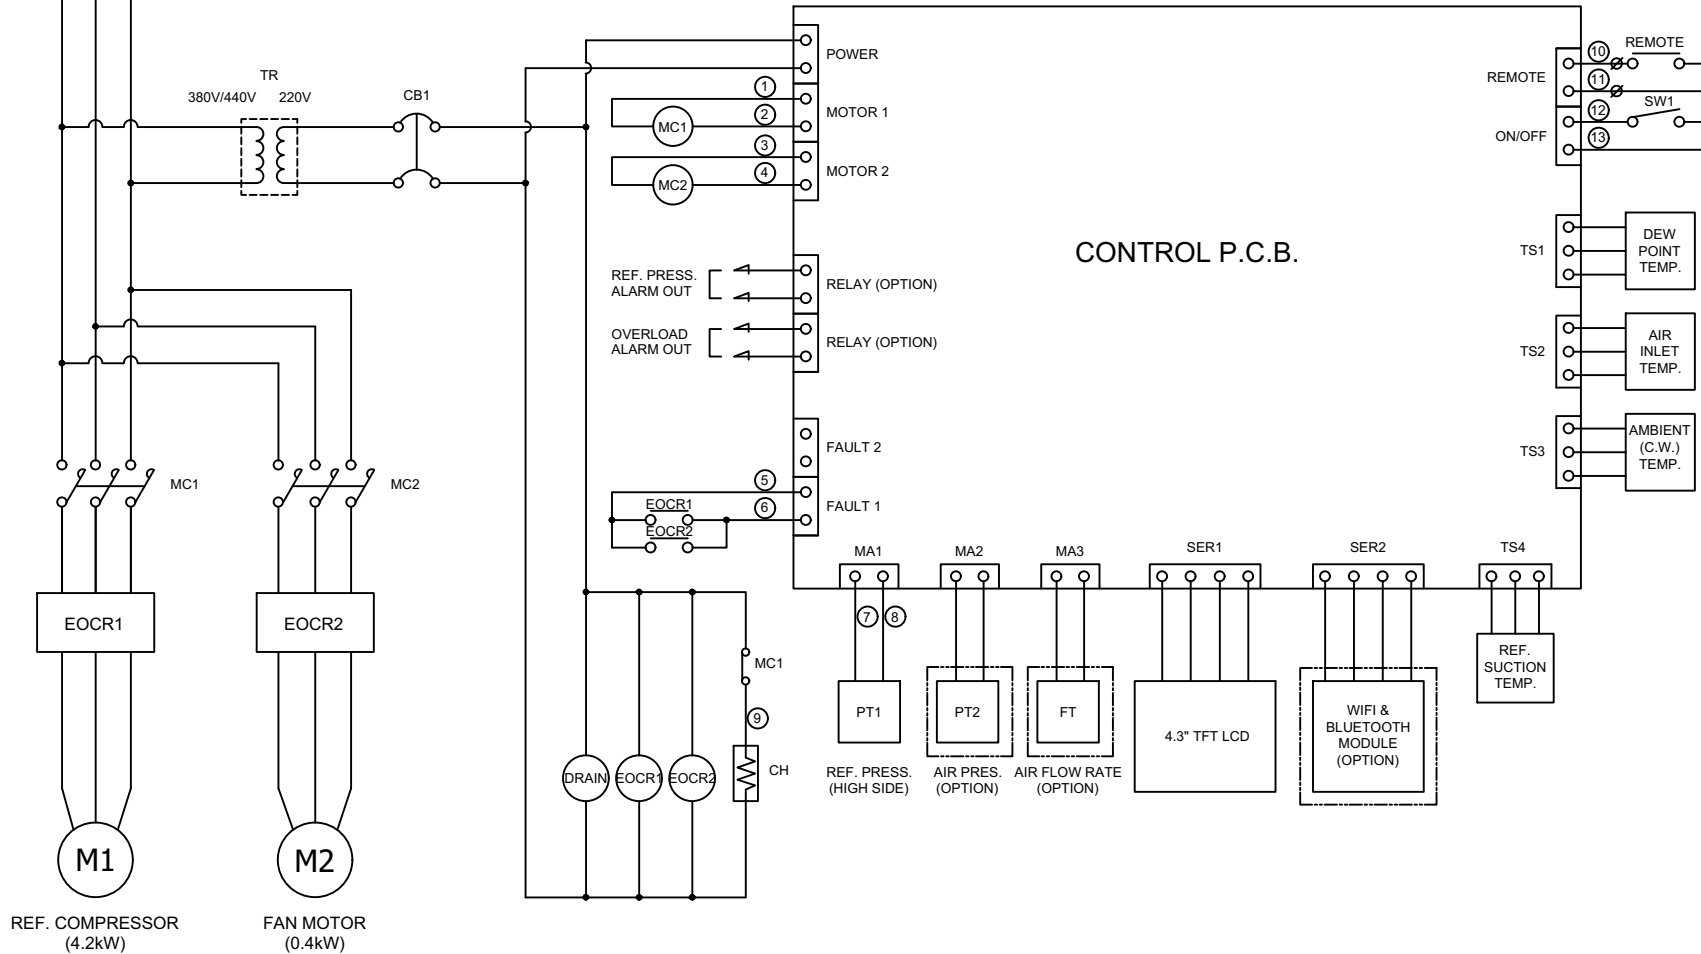 TR
380V/440V 220V
CB1
POWER
1
2
MC1
MOTOR 1
3
4
MC2
MOTOR 2
CONTROL P.C.B.
REMOTE
10
REMOTE
11
ON/OFF
12
SW1
13
TS1
DEW
POINT
TEMP.
TS2
AIR
INLET
TEMP.
TS3
AMBIENT
(C.W.)
TEMP.
REF. PRESS.
ALARM OUT
RELAY (OPTION)
OVERLOAD
ALARM OUT
RELAY (OPTION)
FAULT 2
5
6
EOCR1
EOCR2
FAULT 1
MC1
MC2
EOCR1
EOCR2
M1
M2
REF. COMPRESSOR
(4.2kW)
FAN MOTOR
(0.4kW)
DRAIN
EOCR1
EOCR2
MC1
9
CH
MA1
MA2
MA3
SER1
SER2
TS4
7
8
PT1
REF. PRESS.
(HIGH SIDE)
PT2
AIR PRES.
(OPTION)
FT
AIR FLOW RATE
(OPTION)
4.3" TFT LCD
WIFI &
BLUETOOTH
MODULE
(OPTION)
REF.
SUCTION
TEMP.